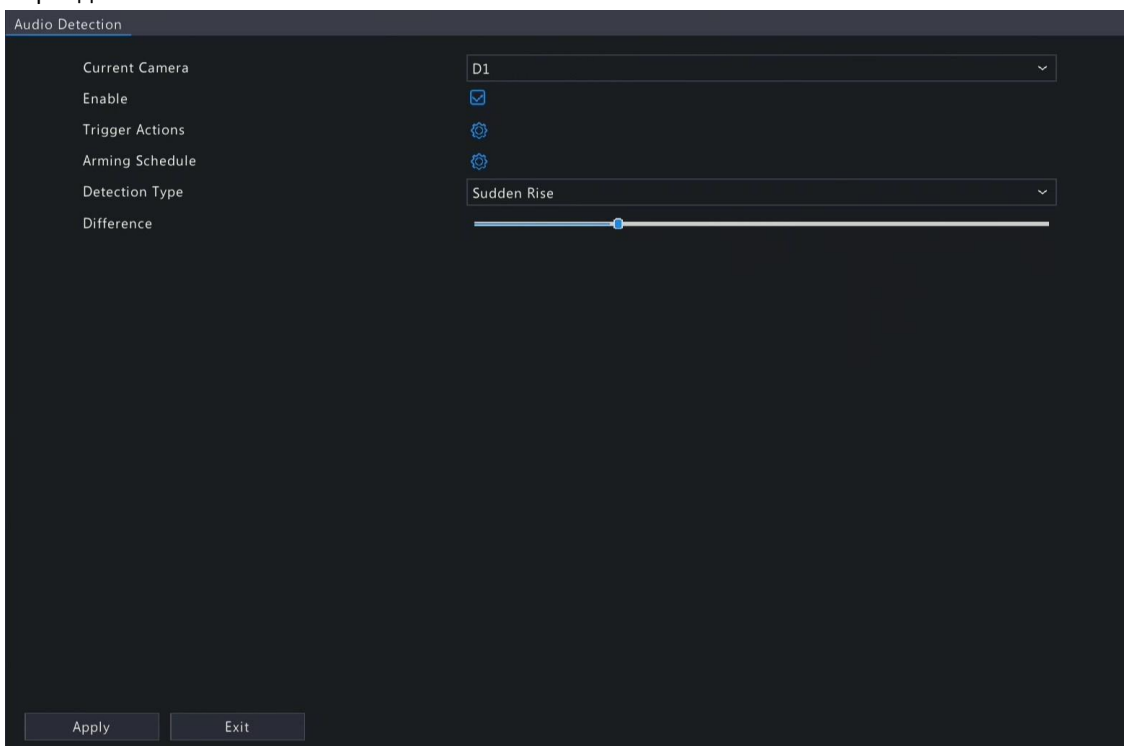 Audio Detection
Current Camera D1
Enable
Trigger Actions
Arming Schedule
Detection Type Sudden Rise
Difference
Apply Exit